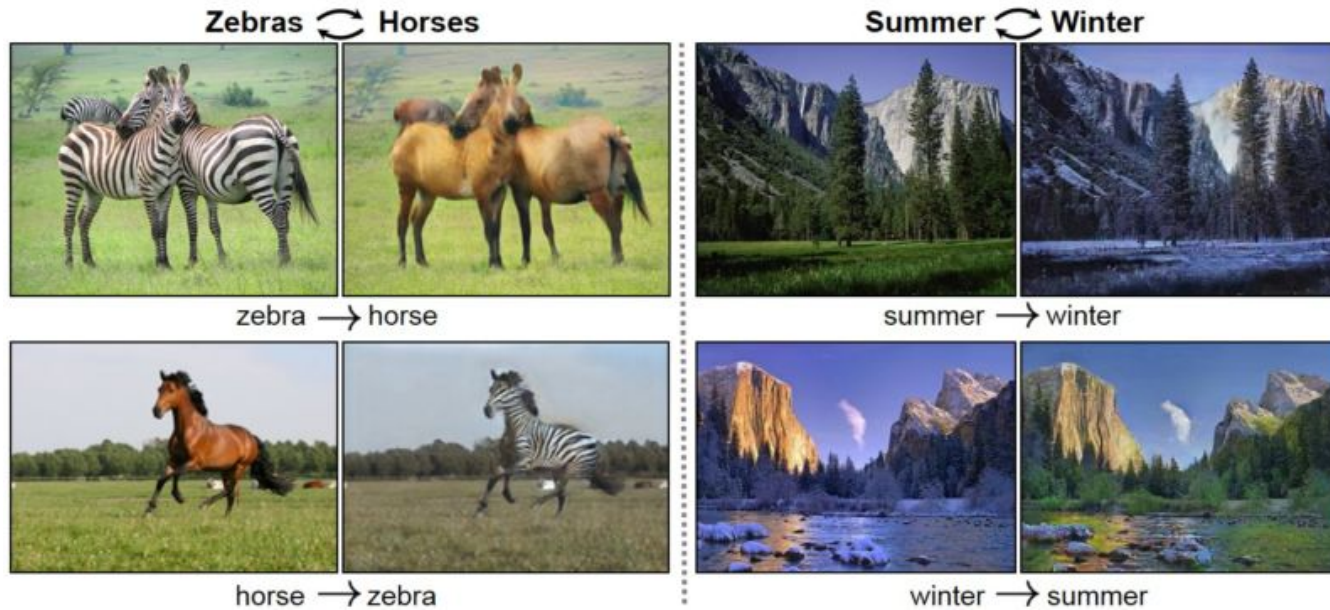 Zebras Horses
zebra → horse
horse → zebra
Summer Winter
summer → winter
winter → summer